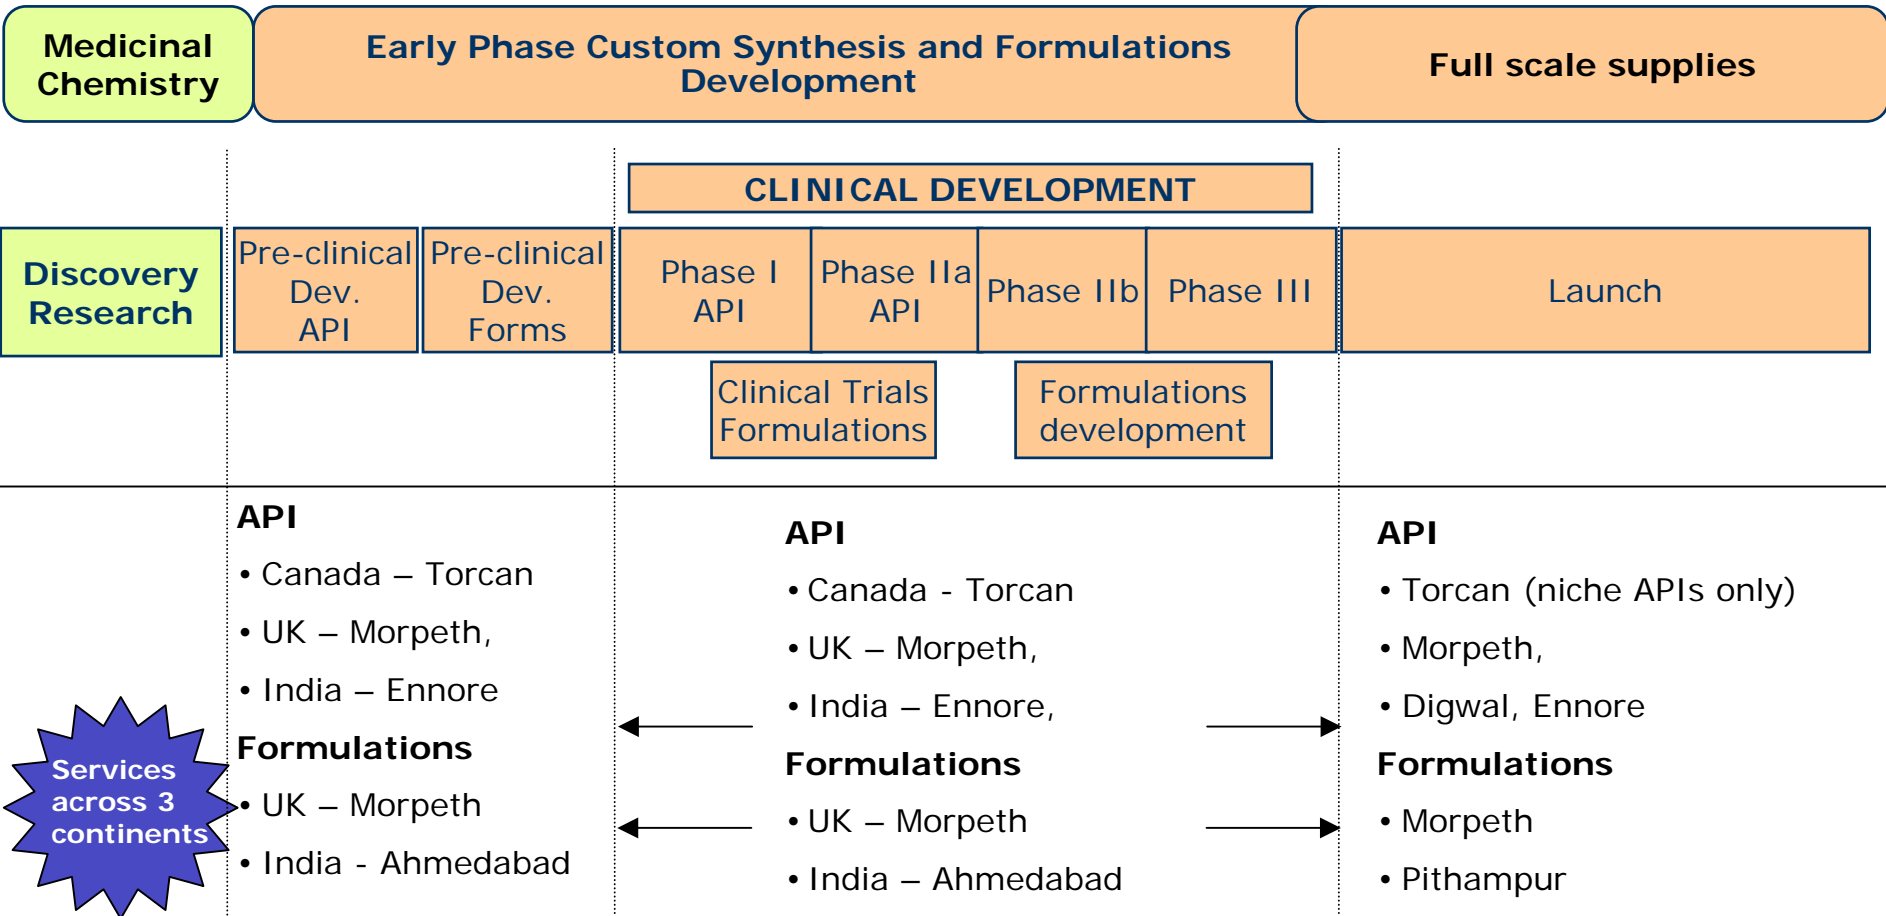 Medicinal
Chemistry
Early Phase Custom Synthesis and Formulations
Development
Full scale supplies
CLINICAL DEVELOPMENT
Discovery
Research
Pre-clinical
Dev.
API
Pre-clinical
Dev.
Forms
Phase I
API
Phase IIa
API
Phase IIb
Phase III
Launch
Clinical Trials
Formulations
Formulations
development
API
• Canada – Torcan
• UK – Morpeth,
• India – Ennore
Formulations
• UK – Morpeth
• India - Ahmedabad
API
• Canada - Torcan
• UK – Morpeth,
• India – Ennore,
Formulations
• UK – Morpeth
• India – Ahmedabad
API
• Torcan (niche APIs only)
• Morpeth,
• Digwal, Ennore
Formulations
• Morpeth
• Pithampur
Services
across 3
continents